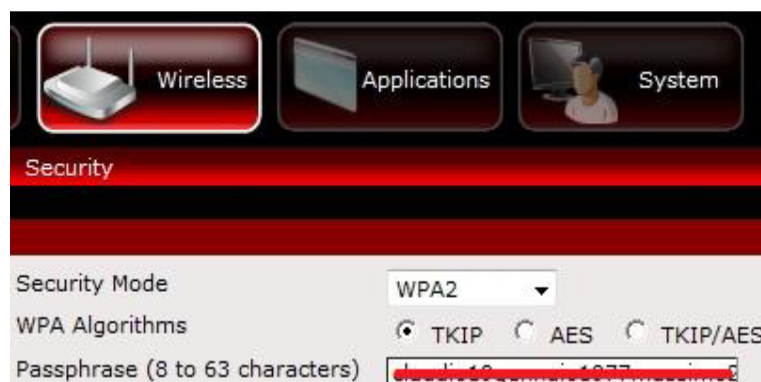 Wireless Applications System
Security
Security Mode WPA2
WPA Algorithms TKIP AES TKIP/AES
Passphrase (8 to 63 characters)